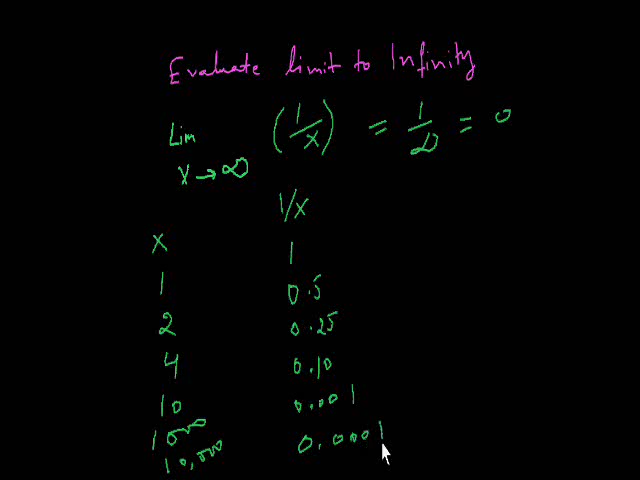 Evaluate limit to Infinity
Lim x→∞ (1/x) = 1/∞ = 0
x 1/x
1 1
2 0.5
4 0.25
10 0.10
1000 0.001
10,000 0.0001